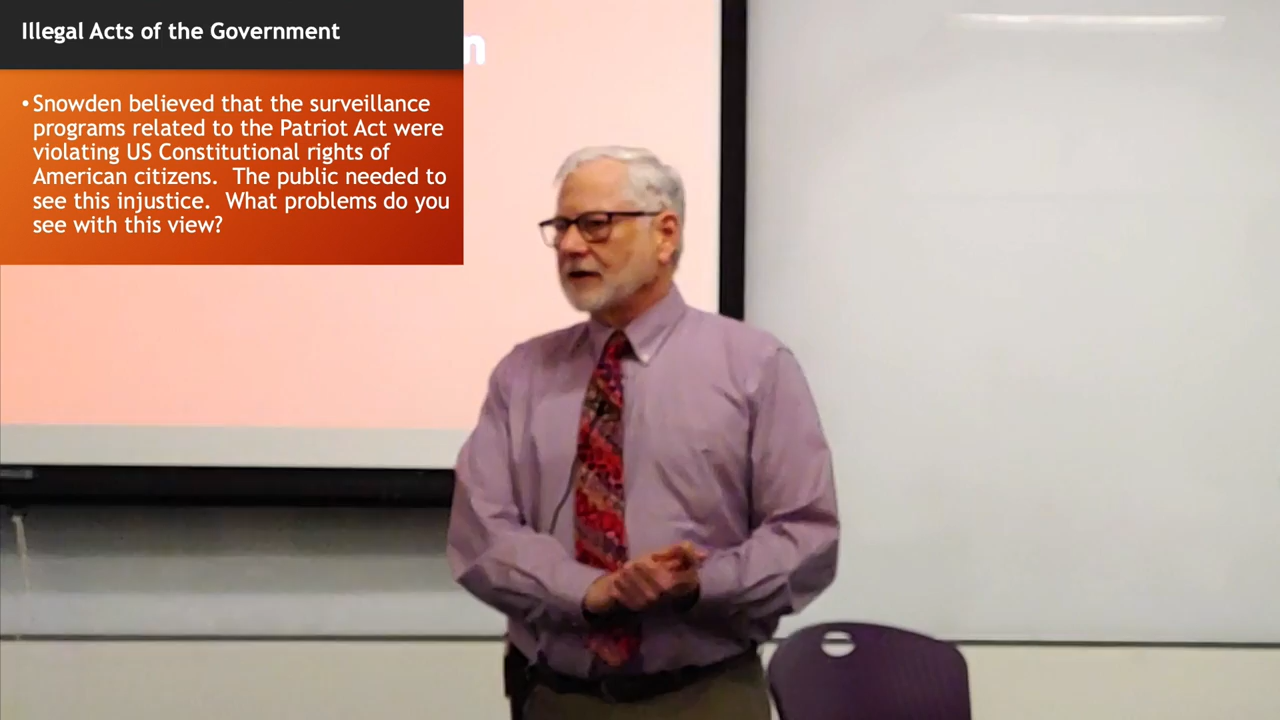 Illegal Acts of the Government
n
• Snowden believed that the surveillance
programs related to the Patriot Act were
violating US Constitutional rights of
American citizens.  The public needed to
see this injustice.  What problems do you
see with this view?